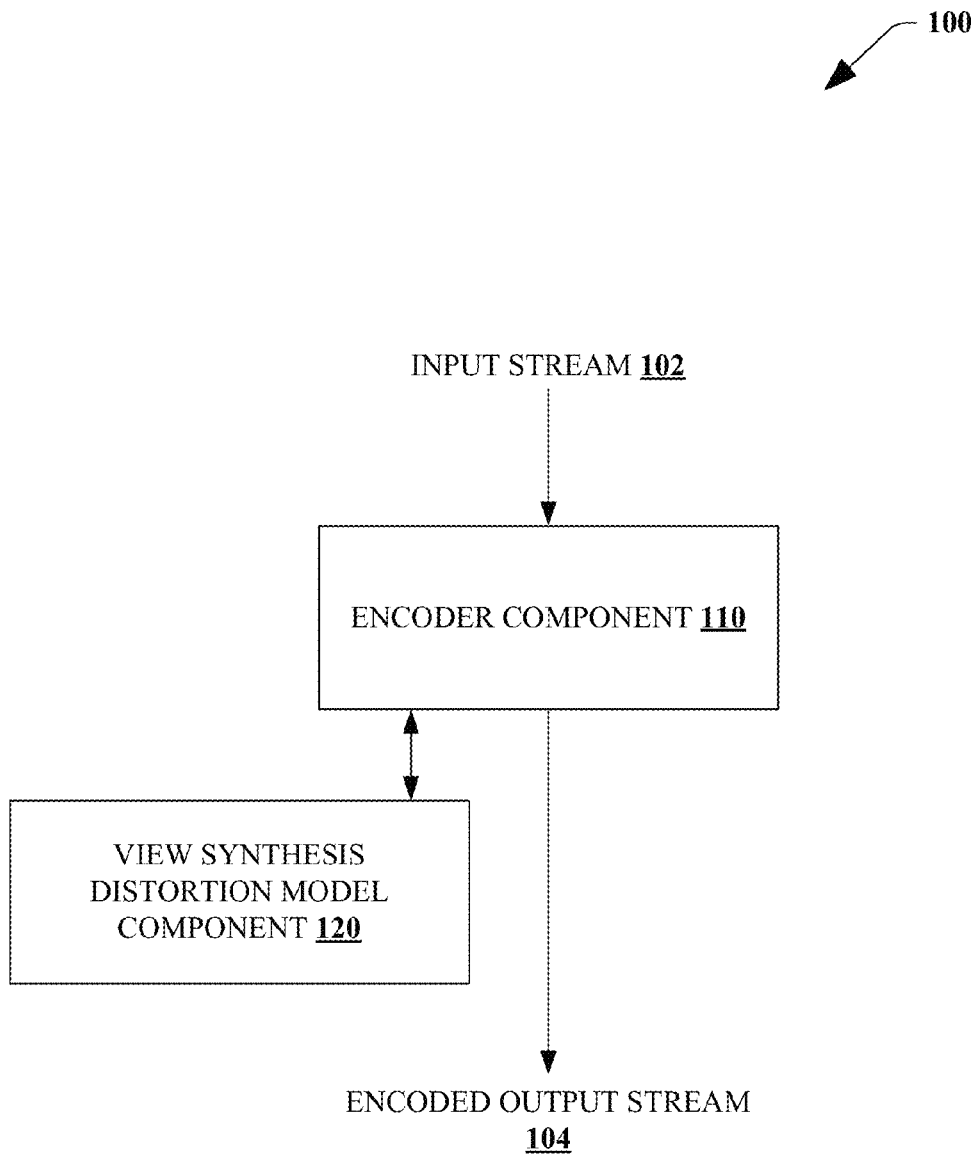 100
INPUT STREAM 102
ENCODER COMPONENT 110
VIEW SYNTHESIS
DISTORTION MODEL
COMPONENT 120
ENCODED OUTPUT STREAM
104